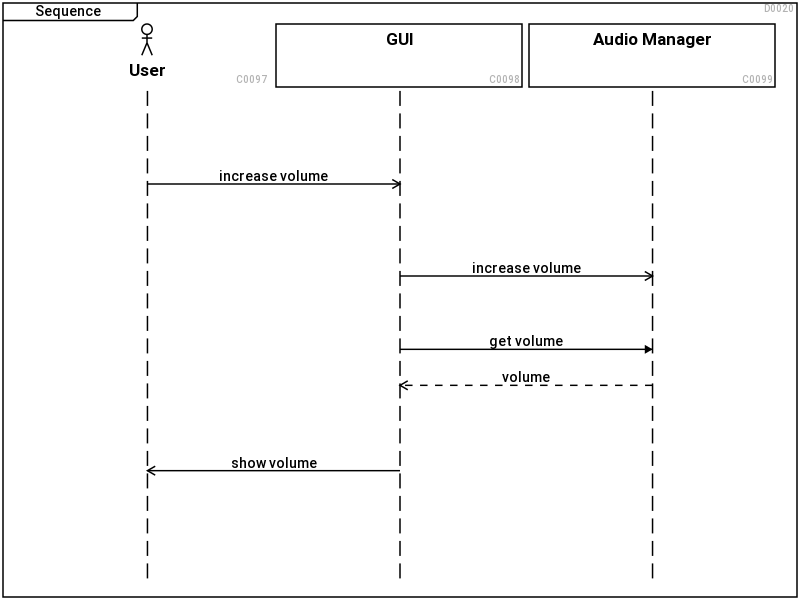 Sequence
D0020
User
C0097
GUI
C0098
Audio Manager
C0099
increase volume
increase volume
get volume
volume
show volume